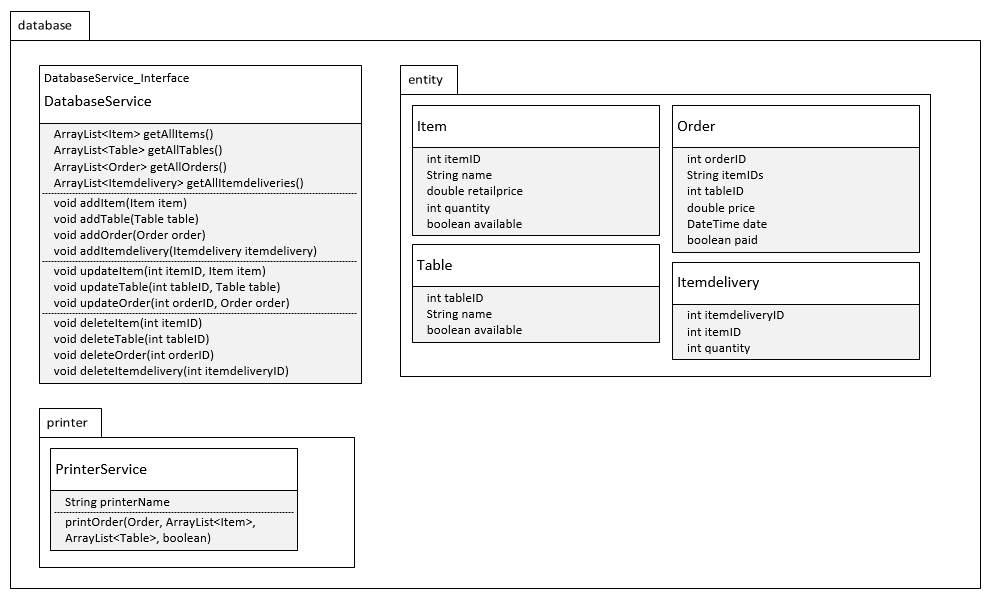 database
DatabaseService_Interface
DatabaseService
ArrayList<Item> getAllItems()
ArrayList<Table> getAllTables()
ArrayList<Order> getAllOrders()
ArrayList<Itemdelivery> getAllItemdeliveries()
void addItem(Item item)
void addTable(Table table)
void addOrder(Order order)
void addItemdelivery(Itemdelivery itemdelivery)
void updateItem(int itemID, Item item)
void updateTable(int tableID, Table table)
void updateOrder(int orderID, Order order)
void deleteItem(int itemID)
void deleteTable(int tableID)
void deleteOrder(int orderID)
void deleteItemdelivery(int itemdeliveryID)
entity
Item
int itemID
String name
double retailprice
int quantity
boolean available
Order
int orderID
String itemIDs
int tableID
double price
DateTime date
boolean paid
Table
int tableID
String name
boolean available
Itemdelivery
int itemdeliveryID
int itemID
int quantity
printer
PrinterService
String printerName
printOrder(Order, ArrayList<Item>,
ArrayList<Table>, boolean)